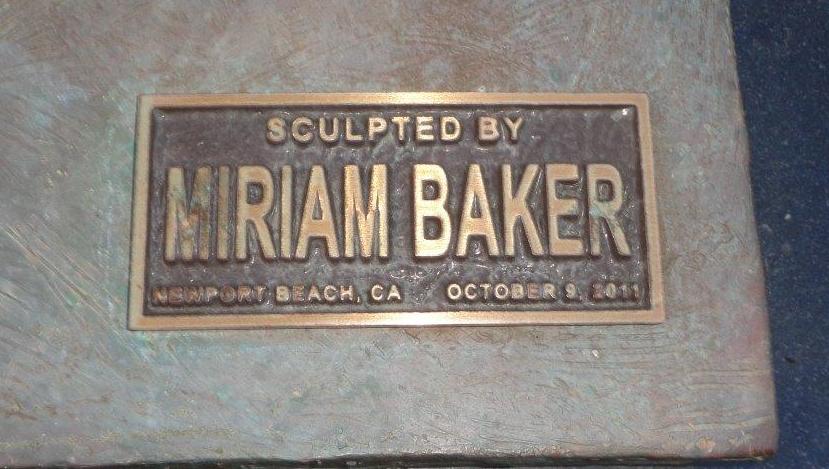 SCULPTED BY
MIRIAM BAKER
NEWPORT BEACH, CA OCTOBER 9, 2011